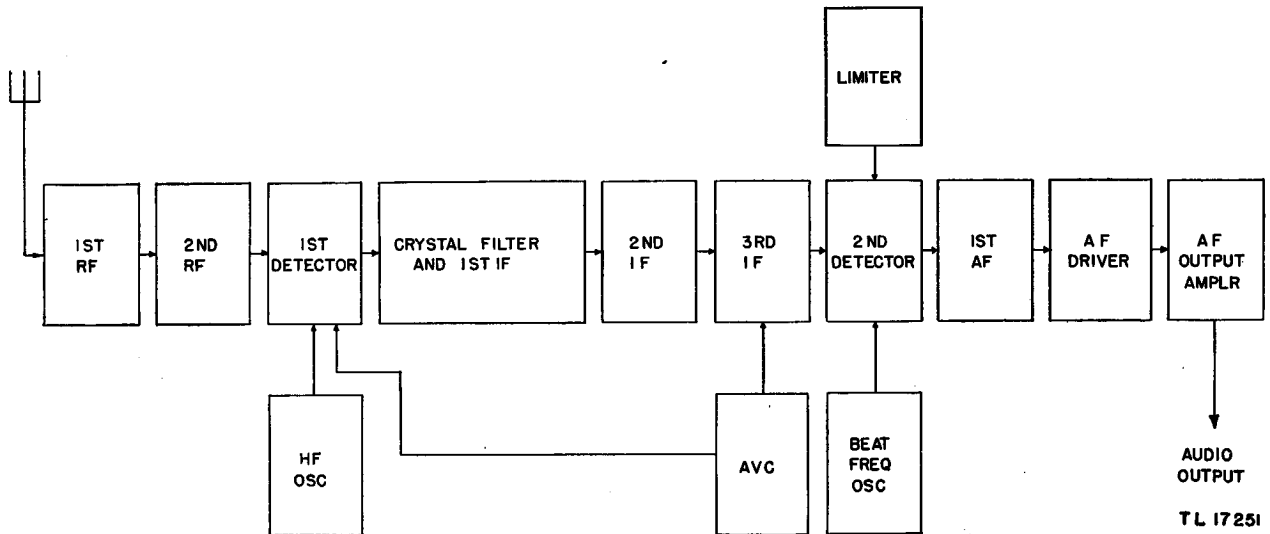 LIMITER
1ST
RF
2ND
RF
1ST
DETECTOR
CRYSTAL FILTER
AND 1ST IF
2ND
IF
3RD
IF
2ND
DETECTOR
1ST
AF
AF
DRIVER
AF
OUTPUT
AMPLR
HF
OSC
AVC
BEAT
FREQ
OSC
AUDIO
OUTPUT
TL 17251